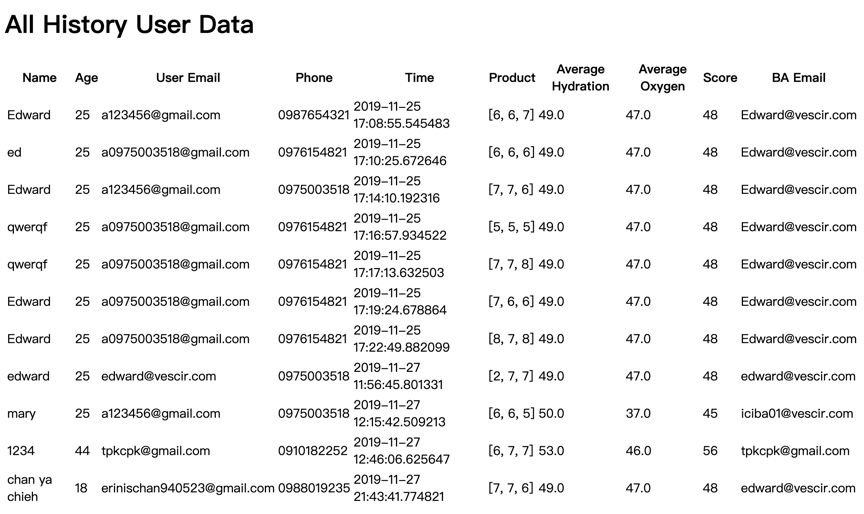 All History User Data
Name Age User Email Phone Time Product Average Hydration Average Oxygen Score BA Email
Edward 25 a123456@gmail.com 0987654321 2019-11-25 17:08:55.545483 [6, 6, 7] 49.0 47.0 48 Edward@vescir.com
ed 25 a0975003518@gmail.com 0976154821 2019-11-25 17:10:25.672646 [6, 6, 6] 49.0 47.0 48 Edward@vescir.com
Edward 25 a123456@gmail.com 0975003518 2019-11-25 17:14:10.192316 [7, 7, 6] 49.0 47.0 48 Edward@vescir.com
qwerqf 25 a0975003518@gmail.com 0976154821 2019-11-25 17:16:57.934522 [5, 5, 5] 49.0 47.0 48 Edward@vescir.com
qwerqf 25 a0975003518@gmail.com 0976154821 2019-11-25 17:17:13.632503 [7, 7, 8] 49.0 47.0 48 Edward@vescir.com
Edward 25 a0975003518@gmail.com 0976154821 2019-11-25 17:19:24.678864 [7, 6, 6] 49.0 47.0 48 Edward@vescir.com
Edward 25 a0975003518@gmail.com 0976154821 2019-11-25 17:22:49.882099 [8, 7, 8] 49.0 47.0 48 Edward@vescir.com
edward 25 edward@vescir.com 0975003518 2019-11-27 11:56:45.801331 [2, 7, 7] 49.0 47.0 48 edward@vescir.com
mary 25 a123456@gmail.com 0975003518 2019-11-27 12:15:42.509213 [6, 6, 5] 50.0 37.0 45 iciba01@vescir.com
1234 44 tpkcpk@gmail.com 0910182252 2019-11-27 12:46:06.625647 [6, 7, 7] 53.0 46.0 56 tpkcpk@gmail.com
chan ya chieh 18 erinischan940523@gmail.com 0988019235 2019-11-27 21:43:41.774821 [7, 7, 6] 49.0 47.0 48 edward@vescir.com